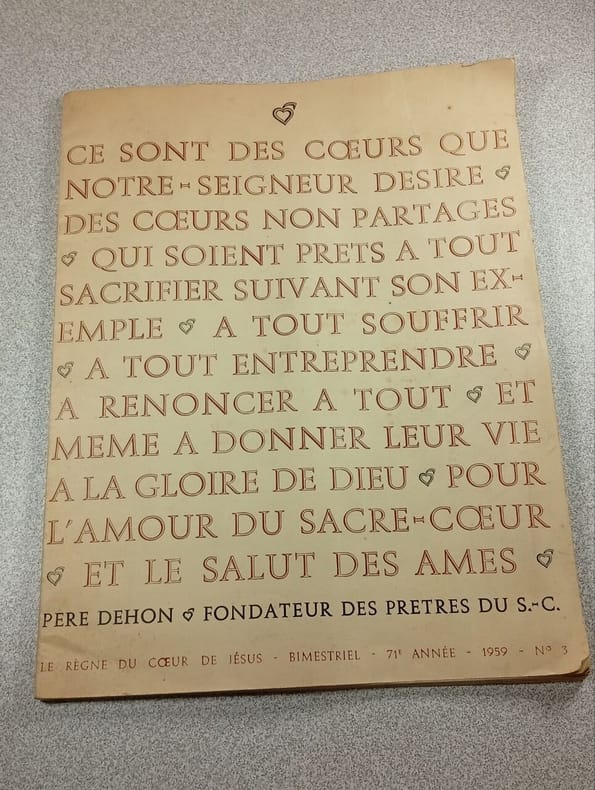 CE SONT DES CŒURS QUE
NOTRE-SEIGNEUR DESIRE
DES CŒURS NON PARTAGES
QUI SOIENT PRETS A TOUT
SACRIFIER SUIVANT SON EX-
EMPLE A TOUT SOUFFRIR
A TOUT ENTREPRENDRE
A RENONCER A TOUT ET
MEME A DONNER LEUR VIE
A LA GLOIRE DE DIEU POUR
L'AMOUR DU SACRE-CŒUR
ET LE SALUT DES AMES
PERE DEHON FONDATEUR DES PRETRES DU S.-C.
LE RÈGNE DU CŒUR DE JÉSUS - BIMESTRIEL - 71E ANNÉE - 1959 - No 3